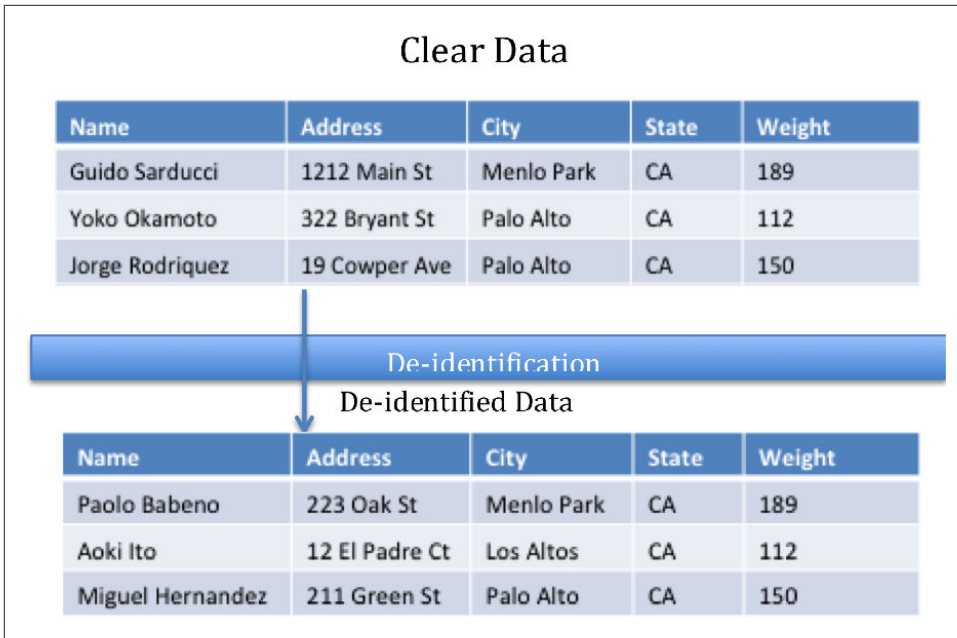 Clear Data
Name Address City State Weight
Guido Sarducci 1212 Main St Menlo Park CA 189
Yoko Okamoto 322 Bryant St Palo Alto CA 112
Jorge Rodriquez 19 Cowper Ave Palo Alto CA 150
De-identification
De-identified Data
Name Address City State Weight
Paolo Babeno 223 Oak St Menlo Park CA 189
Aoki Ito 12 El Padre Ct Los Altos CA 112
Miguel Hernandez 211 Green St Palo Alto CA 150